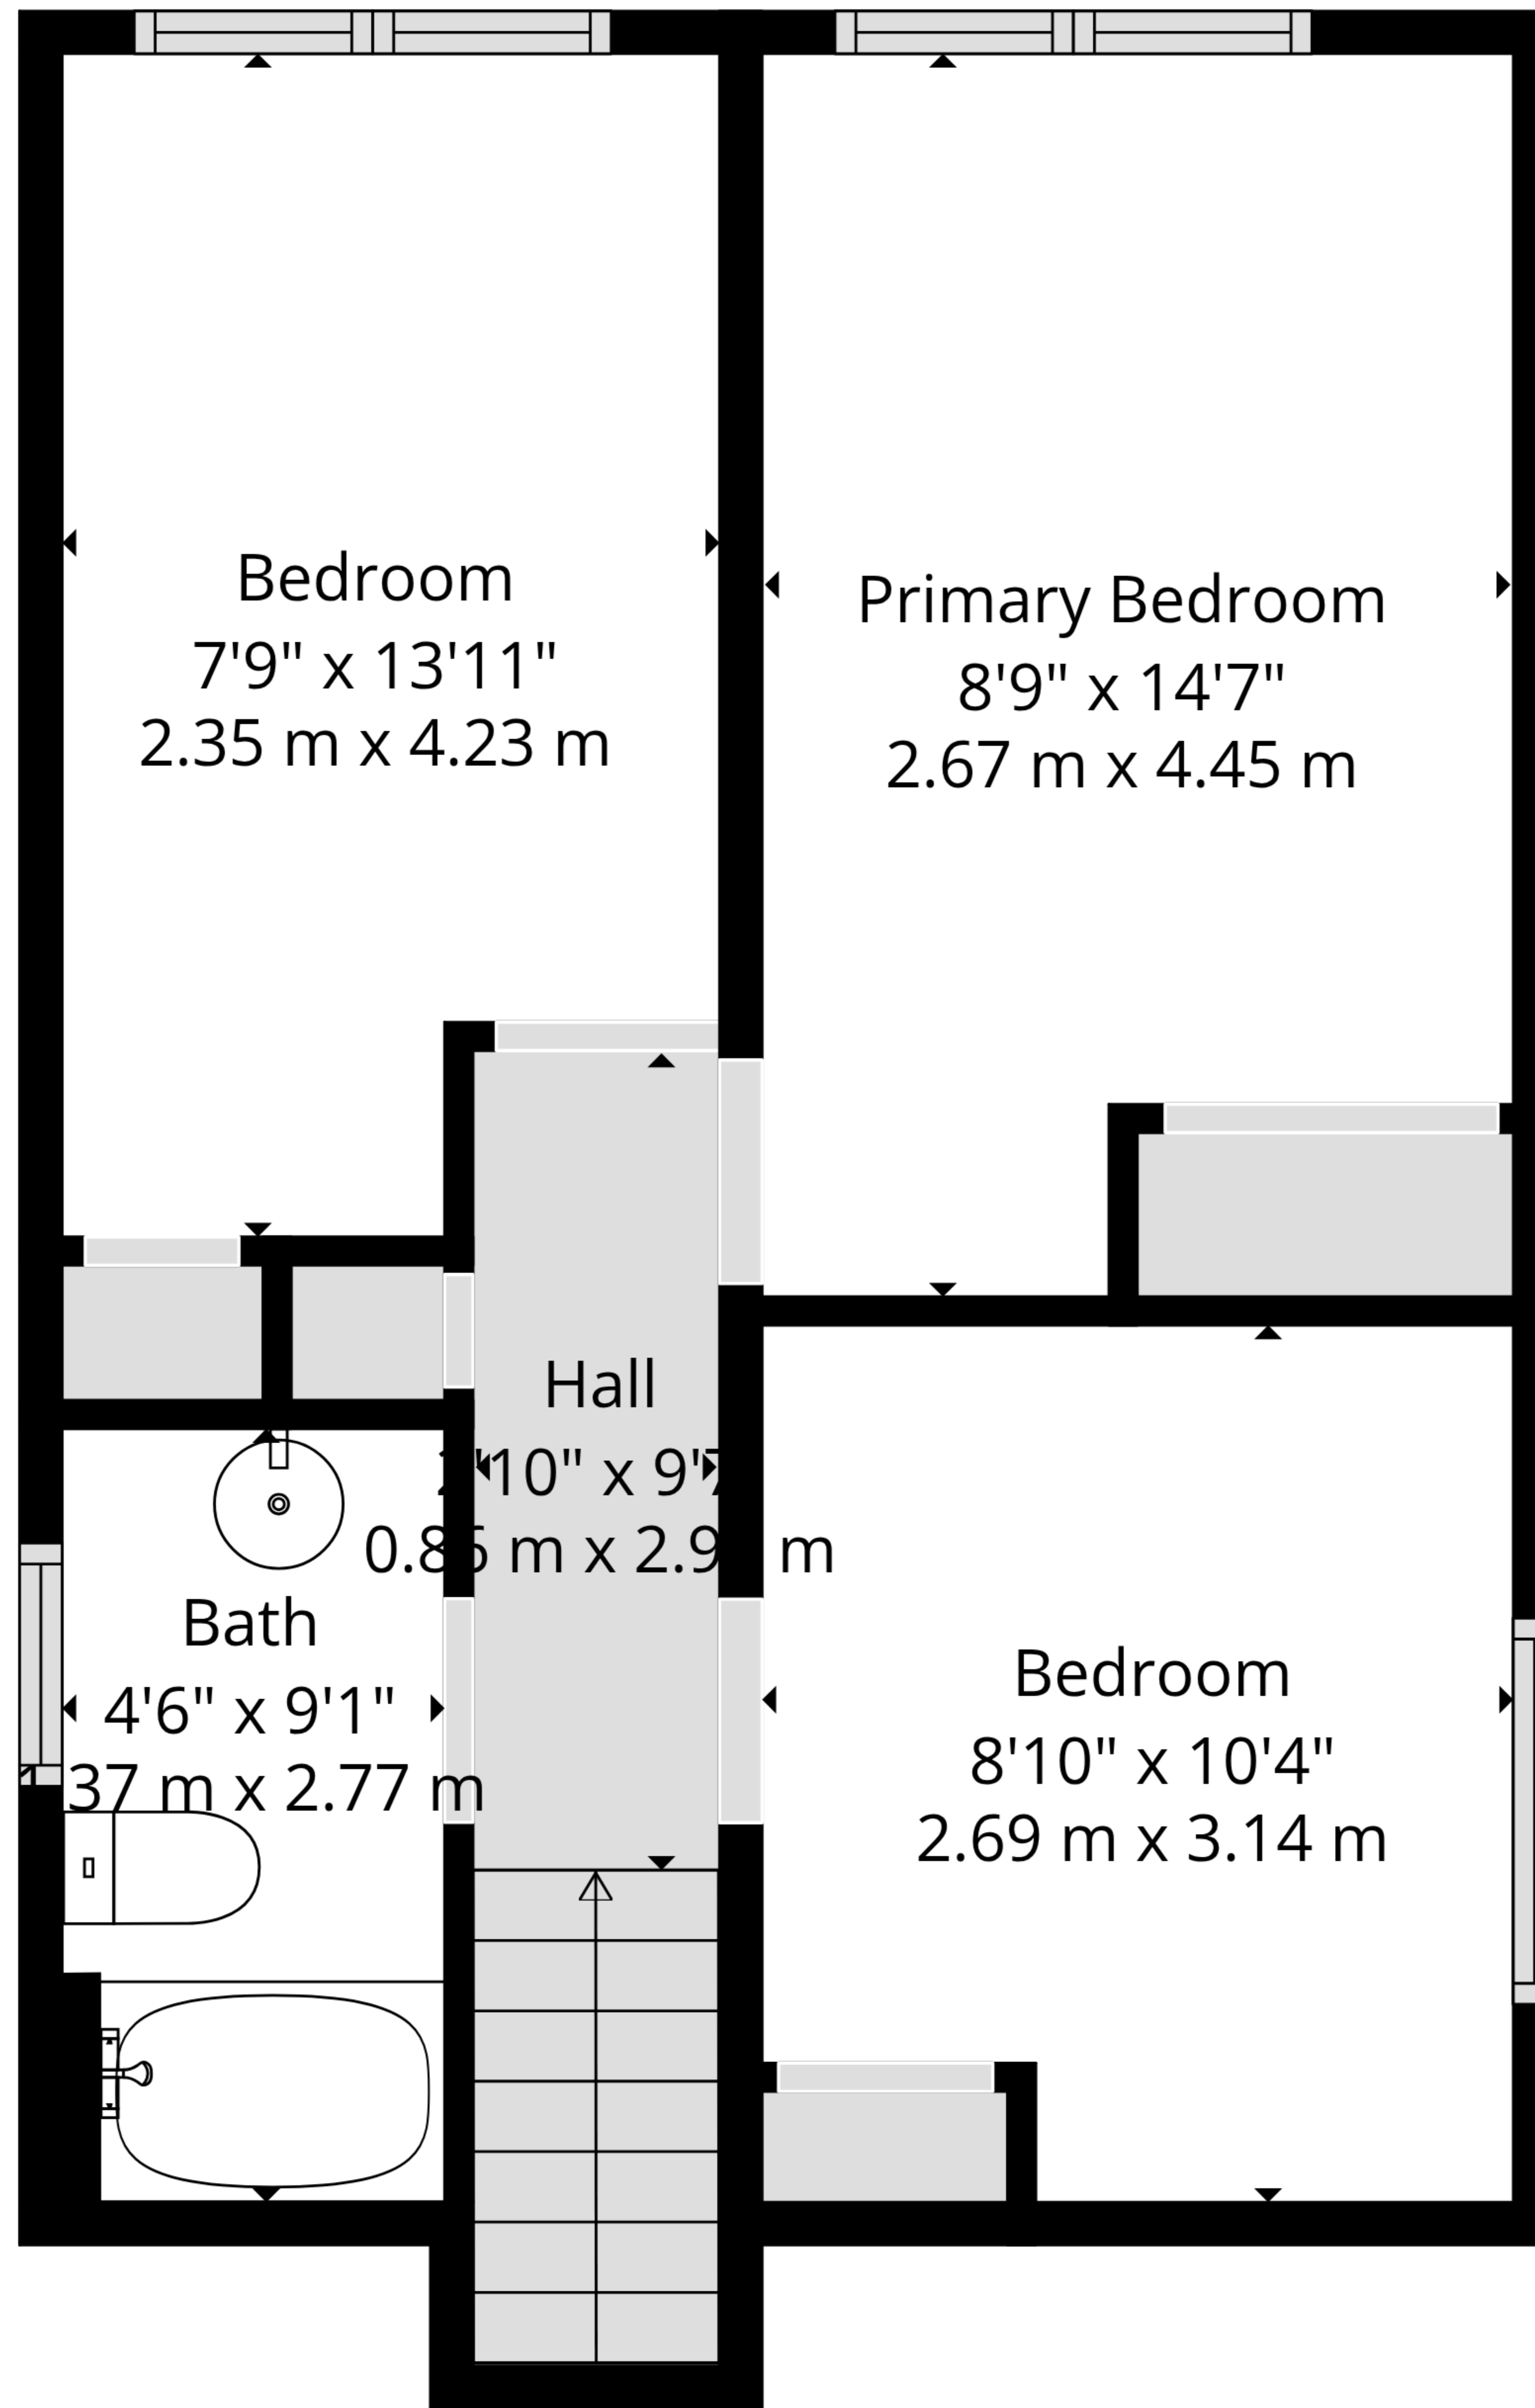 Bedroom
7'9" x 13'11"
2.35 m x 4.23 m
Primary Bedroom
8'9" x 14'7"
2.67 m x 4.45 m
Hall
10" x 9'
m x m
Bath
4'6" x 9'1"
37 m x 2.77 m
Bedroom
8'10" x 10'4"
2.69 m x 3.14 m